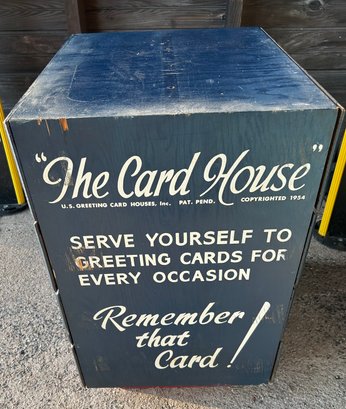 "The Card House"
U.S. GREETING CARD HOUSES, Inc. PAT. PEND. COPYRIGHTED 1954
SERVE YOURSELF TO
GREETING CARDS FOR
EVERY OCCASION
Remember
that
Card!